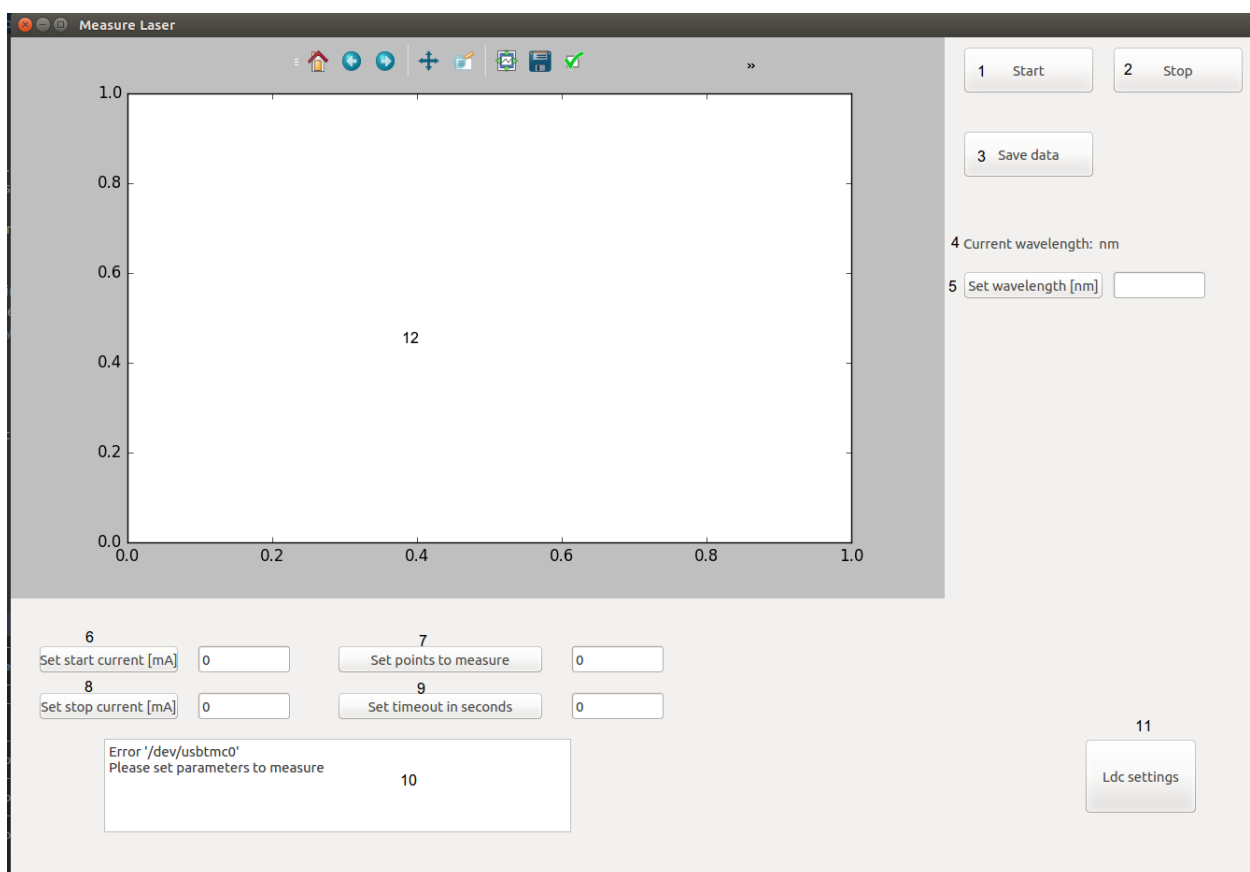 Measure Laser
»
1 Start
2 Stop
1.0
0.8
0.6
0.4
0.2
0.0
0.0 0.2 0.4 0.6 0.8 1.0
12
3 Save data
4 Current wavelength: nm
5 Set wavelength [nm]
6
Set start current [mA] 0
7
Set points to measure 0
8
Set stop current [mA] 0
9
Set timeout in seconds 0
Error '/dev/usbtmc0'
Please set parameters to measure
10
11
Ldc settings